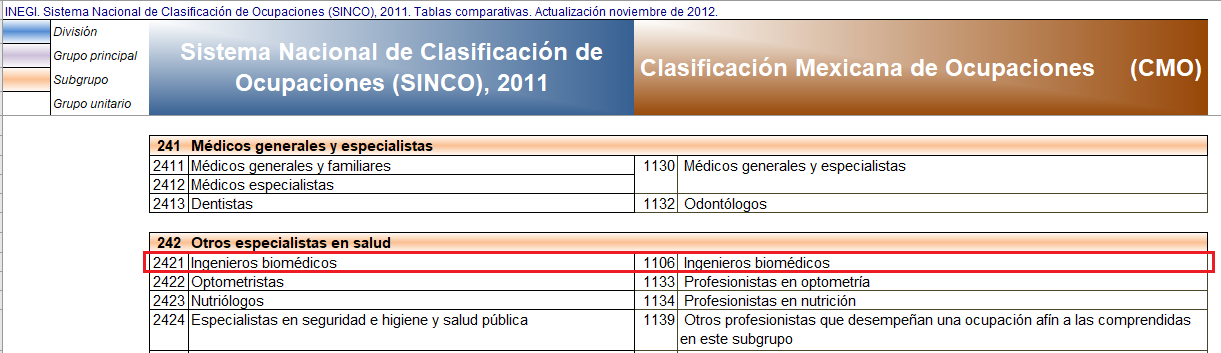 INEGI. Sistema Nacional de Clasificación de Ocupaciones (SINCO), 2011. Tablas comparativas. Actualización noviembre de 2012.
División
Grupo principal
Subgrupo
Grupo unitario
Sistema Nacional de Clasificación de
Ocupaciones (SINCO), 2011
Clasificación Mexicana de Ocupaciones (CMO)
241 Médicos generales y especialistas
2411 Médicos generales y familiares 1130 Médicos generales y especialistas
2412 Médicos especialistas
2413 Dentistas 1132 Odontólogos
242 Otros especialistas en salud
2421 Ingenieros biomédicos 1106 Ingenieros biomédicos
2422 Optometristas 1133 Profesionistas en optometría
2423 Nutriólogos 1134 Profesionistas en nutrición
2424 Especialistas en seguridad e higiene y salud pública 1139 Otros profesionistas que desempeñan una ocupación afín a las comprendidas
en este subgrupo